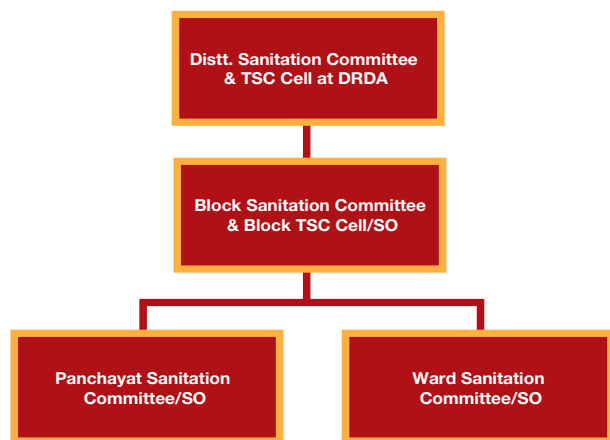 Distt. Sanitation Committee
& TSC Cell at DRDA
Block Sanitation Committee
& Block TSC Cell/SO
Panchayat Sanitation
Committee/SO
Ward Sanitation
Committee/SO